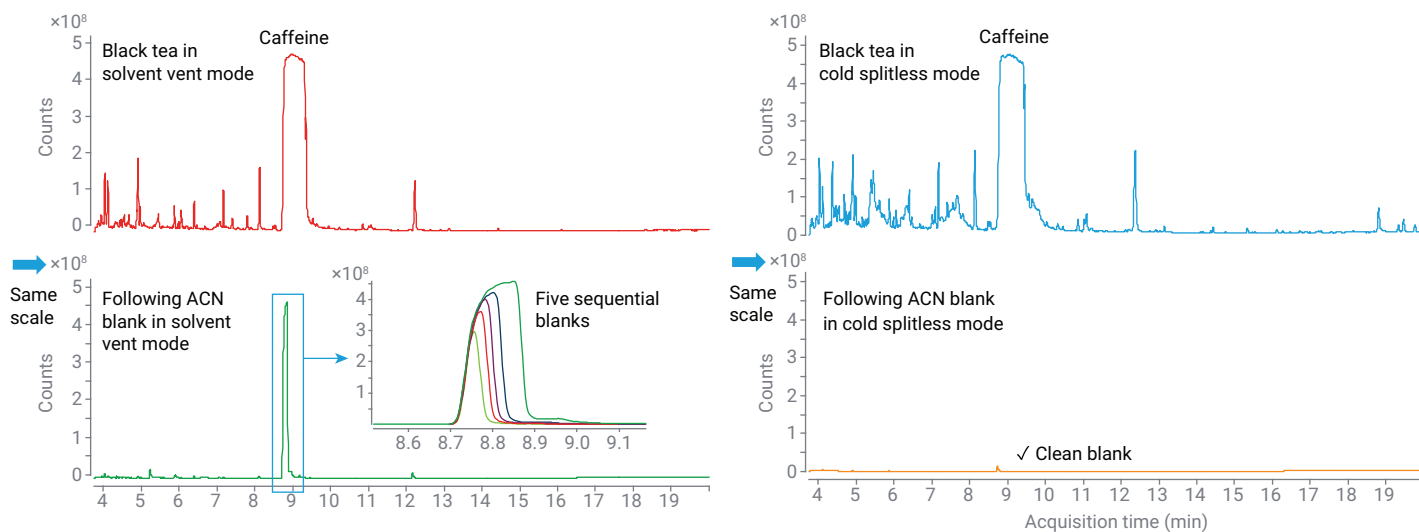 ×10⁸
5
4
3
2
1
0
Counts
Black tea in
solvent vent mode
Caffeine
Same
scale
×10⁸
5
4
3
2
1
0
Counts
Following ACN
blank in solvent
vent mode
×10⁸
4
3
2
1
8.6 8.7 8.8 8.9 9.0 9.1
Five sequential
blanks
4 5 6 7 8 9 10 11 12 13 14 15 16 17 18 19
×10⁸
5
4
3
2
1
0
Counts
Black tea in
cold splitless mode
Caffeine
Same
scale
×10⁸
5
4
3
2
1
0
Counts
Following ACN blank
in cold splitless mode
✓ Clean blank
4 5 6 7 8 9 10 11 12 13 14 15 16 17 18 19
Acquisition time (min)